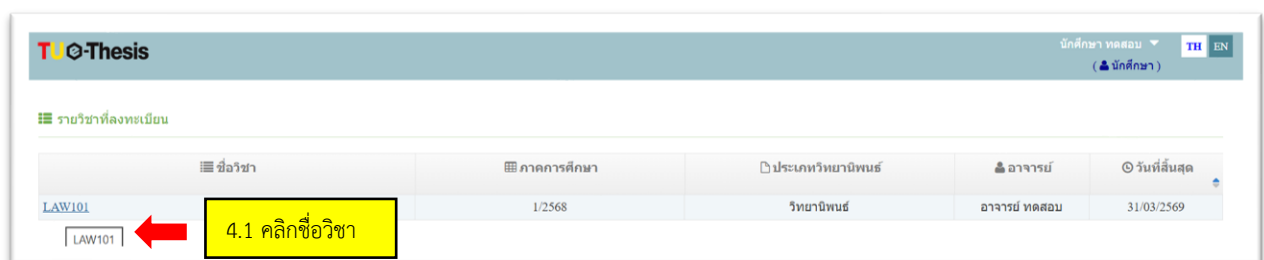 TU e-Thesis
นักศึกษา ทดสอบ TH EN
( นักศึกษา )
รายวิชาที่ลงทะเบียน
ชื่อวิชา ภาคการศึกษา ประเภทวิทยานิพนธ์ อาจารย์ วันที่สิ้นสุด
LAW101 1/2568 วิทยานิพนธ์ อาจารย์ ทดสอบ 31/03/2569
LAW101 4.1 คลิกชื่อวิชา